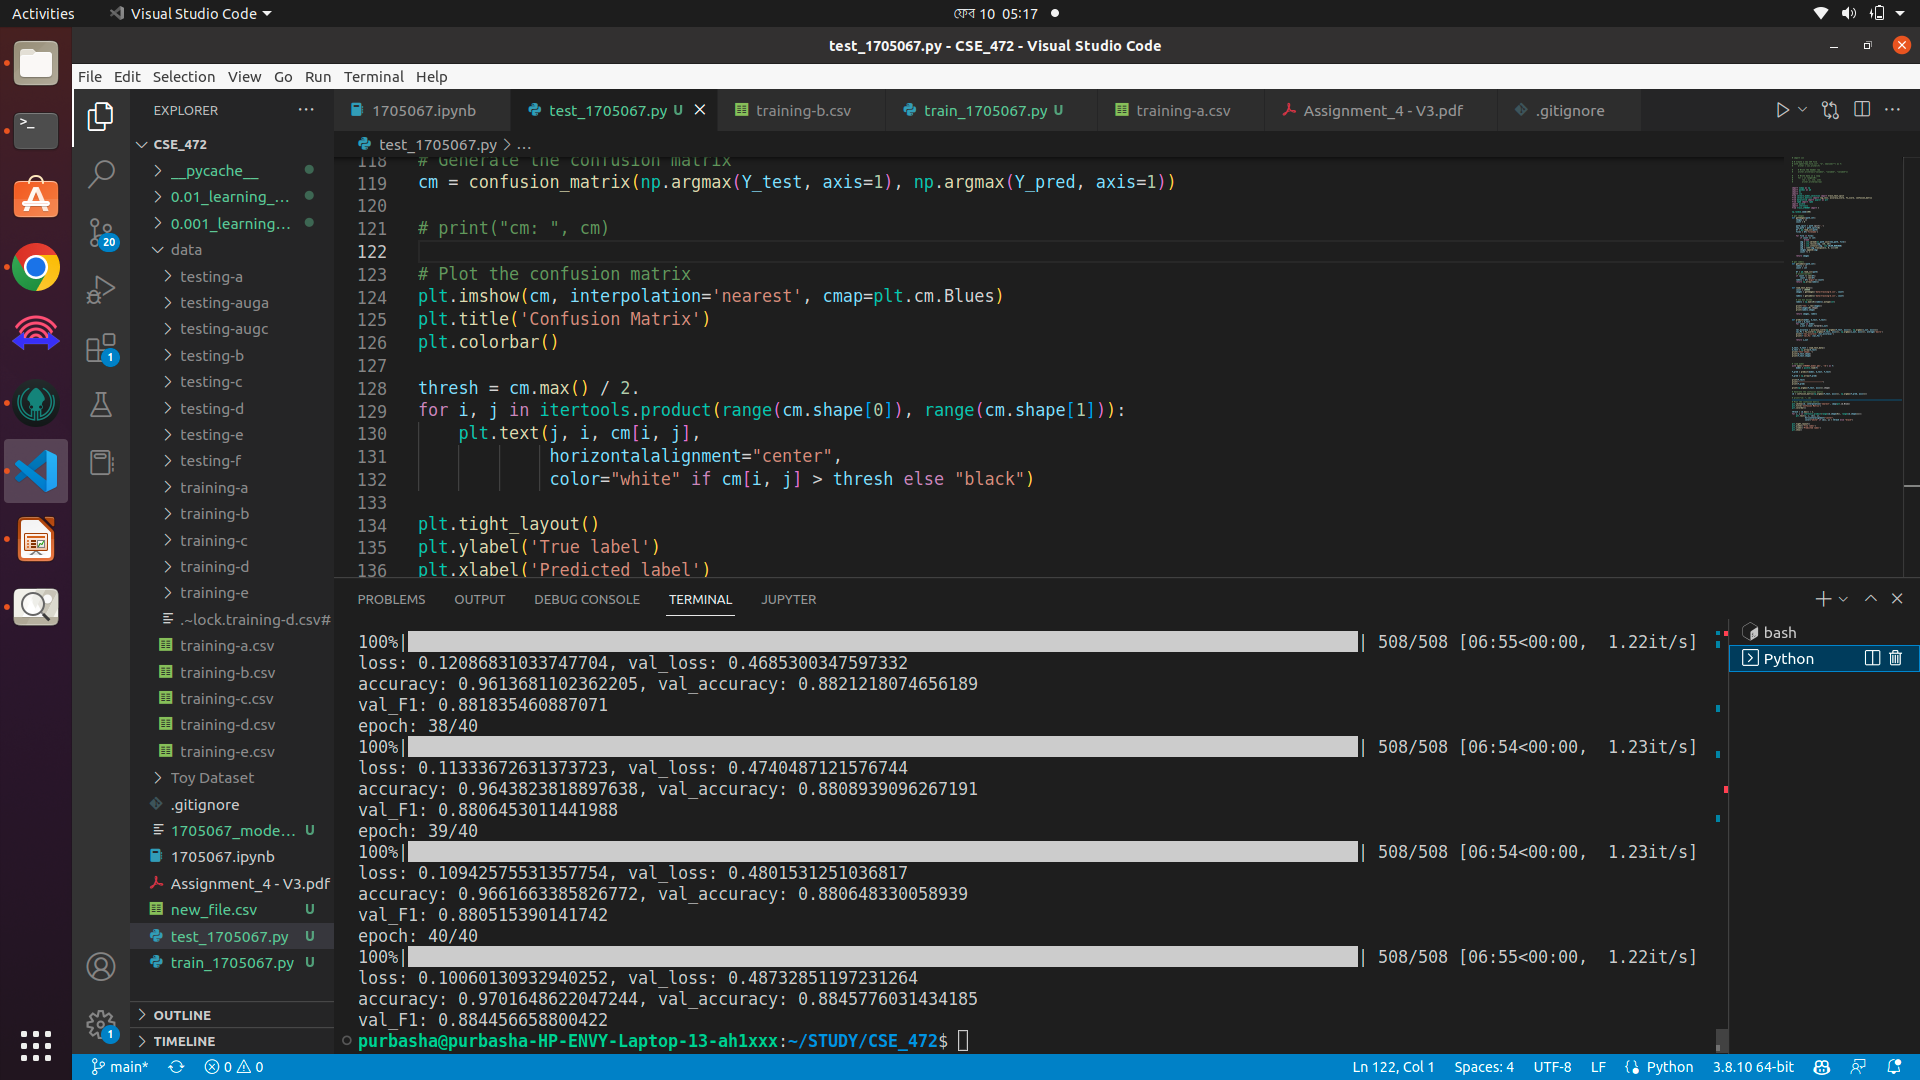 Activities
Visual Studio Code
ফেব 10 05:17
test_1705067.py - CSE_472 - Visual Studio Code
File Edit Selection View Go Run Terminal Help
EXPLORER
CSE_472
__pycache__
0.01_learning_...
0.001_learning...
data
testing-a
testing-auga
testing-augc
testing-b
testing-c
testing-d
testing-e
testing-f
training-a
training-b
training-c
training-d
training-e
.~lock.training-d.csv#
training-a.csv
training-b.csv
training-c.csv
training-d.csv
training-e.csv
Toy Dataset
.gitignore
1705067_mode... U
1705067.ipynb
Assignment_4 - V3.pdf
new_file.csv U
test_1705067.py U
train_1705067.py U
OUTLINE
TIMELINE
20
1
1
1705067.ipynb
test_1705067.py U
training-b.csv
train_1705067.py U
training-a.csv
Assignment_4 - V3.pdf
.gitignore
test_1705067.py > ...
118 # Generate the confusion matrix
119 cm = confusion_matrix(np.argmax(Y_test, axis=1), np.argmax(Y_pred, axis=1))
120
121 # print("cm: ", cm)
122
123 # Plot the confusion matrix
124 plt.imshow(cm, interpolation='nearest', cmap=plt.cm.Blues)
125 plt.title('Confusion Matrix')
126 plt.colorbar()
127
128 thresh = cm.max() / 2.
129 for i, j in itertools.product(range(cm.shape[0]), range(cm.shape[1])):
130 plt.text(j, i, cm[i, j],
131 horizontalalignment="center",
132 color="white" if cm[i, j] > thresh else "black")
133
134 plt.tight_layout()
135 plt.ylabel('True label')
136 plt.xlabel('Predicted label')
PROBLEMS OUTPUT DEBUG CONSOLE TERMINAL JUPYTER
100%| | 508/508 [06:55<00:00, 1.22it/s]
loss: 0.12086831033747704, val_loss: 0.4685300347597332
accuracy: 0.9613681102362205, val_accuracy: 0.8821218074656189
val_F1: 0.881835460887071
epoch: 38/40
100%| | 508/508 [06:54<00:00, 1.23it/s]
loss: 0.11333672631373723, val_loss: 0.4740487121576744
accuracy: 0.9643823818897638, val_accuracy: 0.8808939096267191
val_F1: 0.8806453011441988
epoch: 39/40
100%| | 508/508 [06:54<00:00, 1.23it/s]
loss: 0.10942575531357754, val_loss: 0.4801531251036817
accuracy: 0.9661663385826772, val_accuracy: 0.880648330058939
val_F1: 0.880515390141742
epoch: 40/40
100%| | 508/508 [06:55<00:00, 1.22it/s]
loss: 0.10060130932940252, val_loss: 0.48732851197231264
accuracy: 0.9701648622047244, val_accuracy: 0.8845776031434185
val_F1: 0.884456658800422
purbasha@purbasha-HP-ENVY-Laptop-13-ah1xxx:~/STUDY/CSE_472$
bash
Python
main* 0 0
Ln 122, Col 1 Spaces: 4 UTF-8 LF Python 3.8.10 64-bit